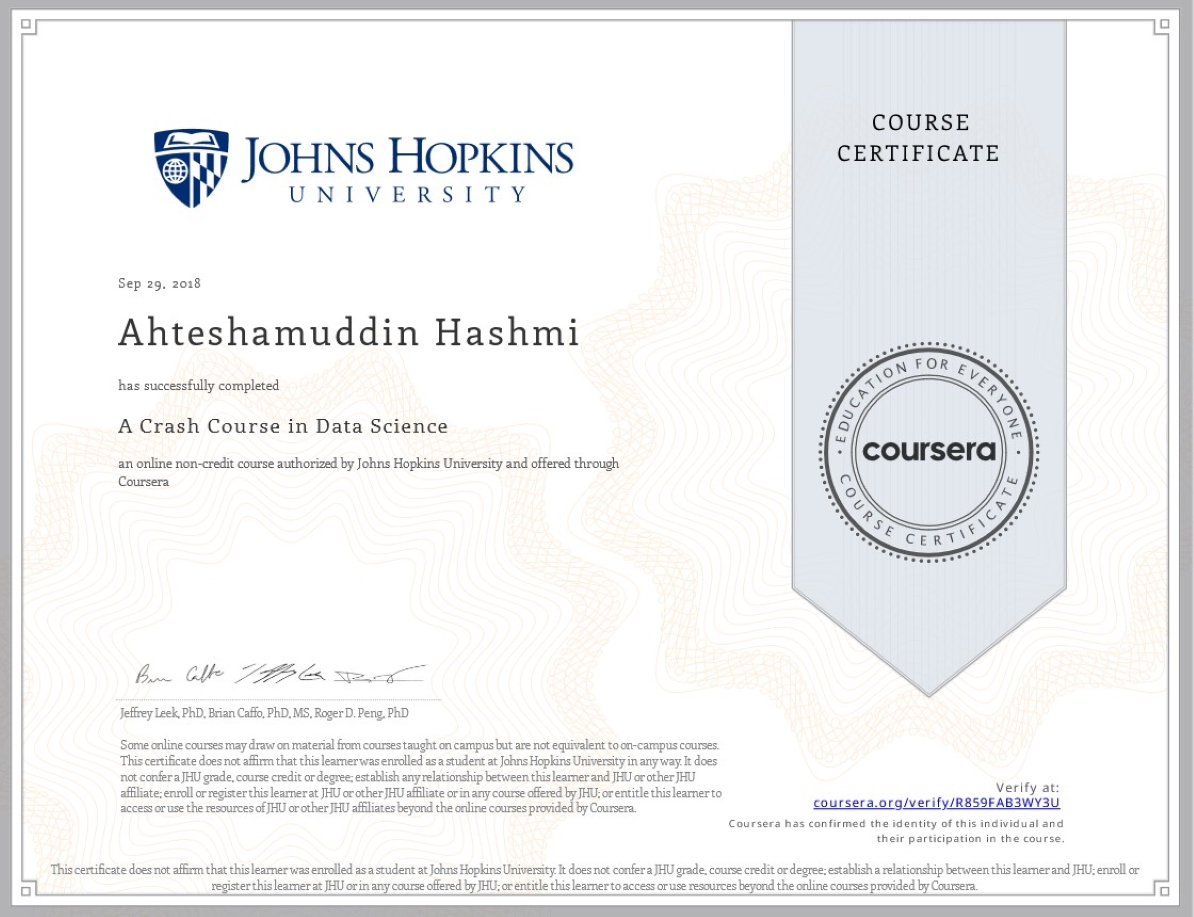 COURSE
CERTIFICATE
JOHNS HOPKINS
UNIVERSITY
Sep 29, 2018
Ahteshamuddin Hashmi
has successfully completed
A Crash Course in Data Science
an online non-credit course authorized by Johns Hopkins University and offered through
Coursera
EDUCATION FOR EVERYONE
coursera
COURSE CERTIFICATE
Jeffrey Leek, PhD, Brian Caffo, PhD, MS, Roger D. Peng, PhD
Some online courses may draw on material from courses taught on campus but are not equivalent to on-campus courses.
This certificate does not affirm that this learner was enrolled as a student at Johns Hopkins University in any way. It does
not confer a JHU grade, course credit or degree; establish any relationship between this learner and JHU or other JHU
affiliate; enroll or register this learner at JHU or other JHU affiliate or in any course offered by JHU; or entitle this learner to
access or use the resources of JHU or other JHU affiliates beyond the online courses provided by Coursera.
Verify at:
coursera.org/verify/R859FAB3WY3U
Coursera has confirmed the identity of this individual and
their participation in the course.
This certificate does not affirm that this learner was enrolled as a student at Johns Hopkins University. It does not confer a JHU grade, course credit or degree; establish a relationship between this learner and JHU; enroll or
register this learner at JHU or in any course offered by JHU; or entitle this learner to access or use resources beyond the online courses provided by Coursera.